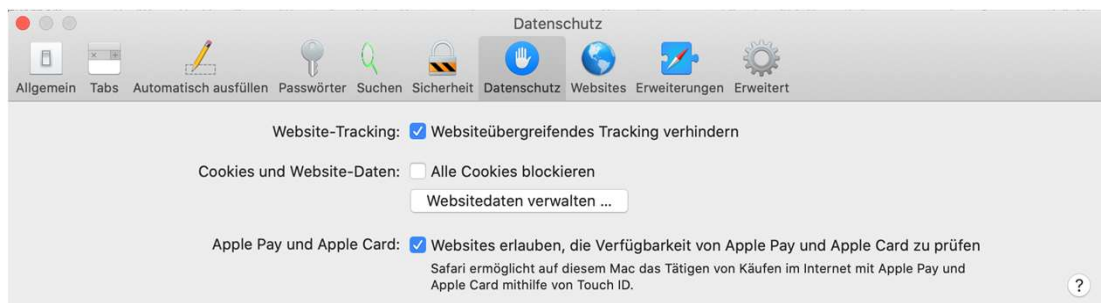 Datenschutz
Allgemein Tabs Automatisch ausfüllen Passwörter Suchen Sicherheit Datenschutz Websites Erweiterungen Erweitert
Website-Tracking: Websiteübergreifendes Tracking verhindern
Cookies und Website-Daten: Alle Cookies blockieren
Websitedaten verwalten ...
Apple Pay und Apple Card: Websites erlauben, die Verfügbarkeit von Apple Pay und Apple Card zu prüfen
Safari ermöglicht auf diesem Mac das Tätigen von Käufen im Internet mit Apple Pay und
Apple Card mithilfe von Touch ID.
?